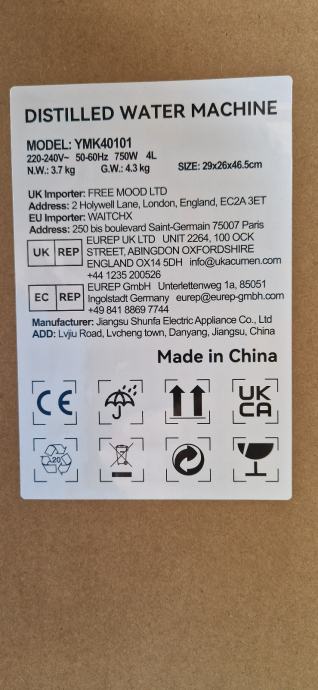 DISTILLED WATER MACHINE
MODEL: YMK40101
220-240V~ 50-60Hz 750W 4L
N.W.: 3.7 kg G.W.: 4.3 kg SIZE: 29x26x46.5cm
UK Importer: FREE MOOD LTD
Address: 2 Holywell Lane, London, England, EC2A 3ET
EU Importer: WAITCHX
Address: 250 bis boulevard Saint-Germain 75007 Paris
UK REP EUREP UK LTD UNIT 2264, 100 OCK
STREET, ABINGDON OXFORDSHIRE
ENGLAND OX14 5DH info@ukacumen.com
+44 1235 200526
EC REP EUREP GmbH Unterlettenweg 1a, 85051
Ingolstadt Germany eurep@eurep-gmbh.com
+49 841 8869 7744
Manufacturer: Jiangsu Shunfa Electric Appliance Co., Ltd
ADD: Lvjiu Road, Lvcheng town, Danyang, Jiangsu, China
Made in China
CE
UK
CA
20